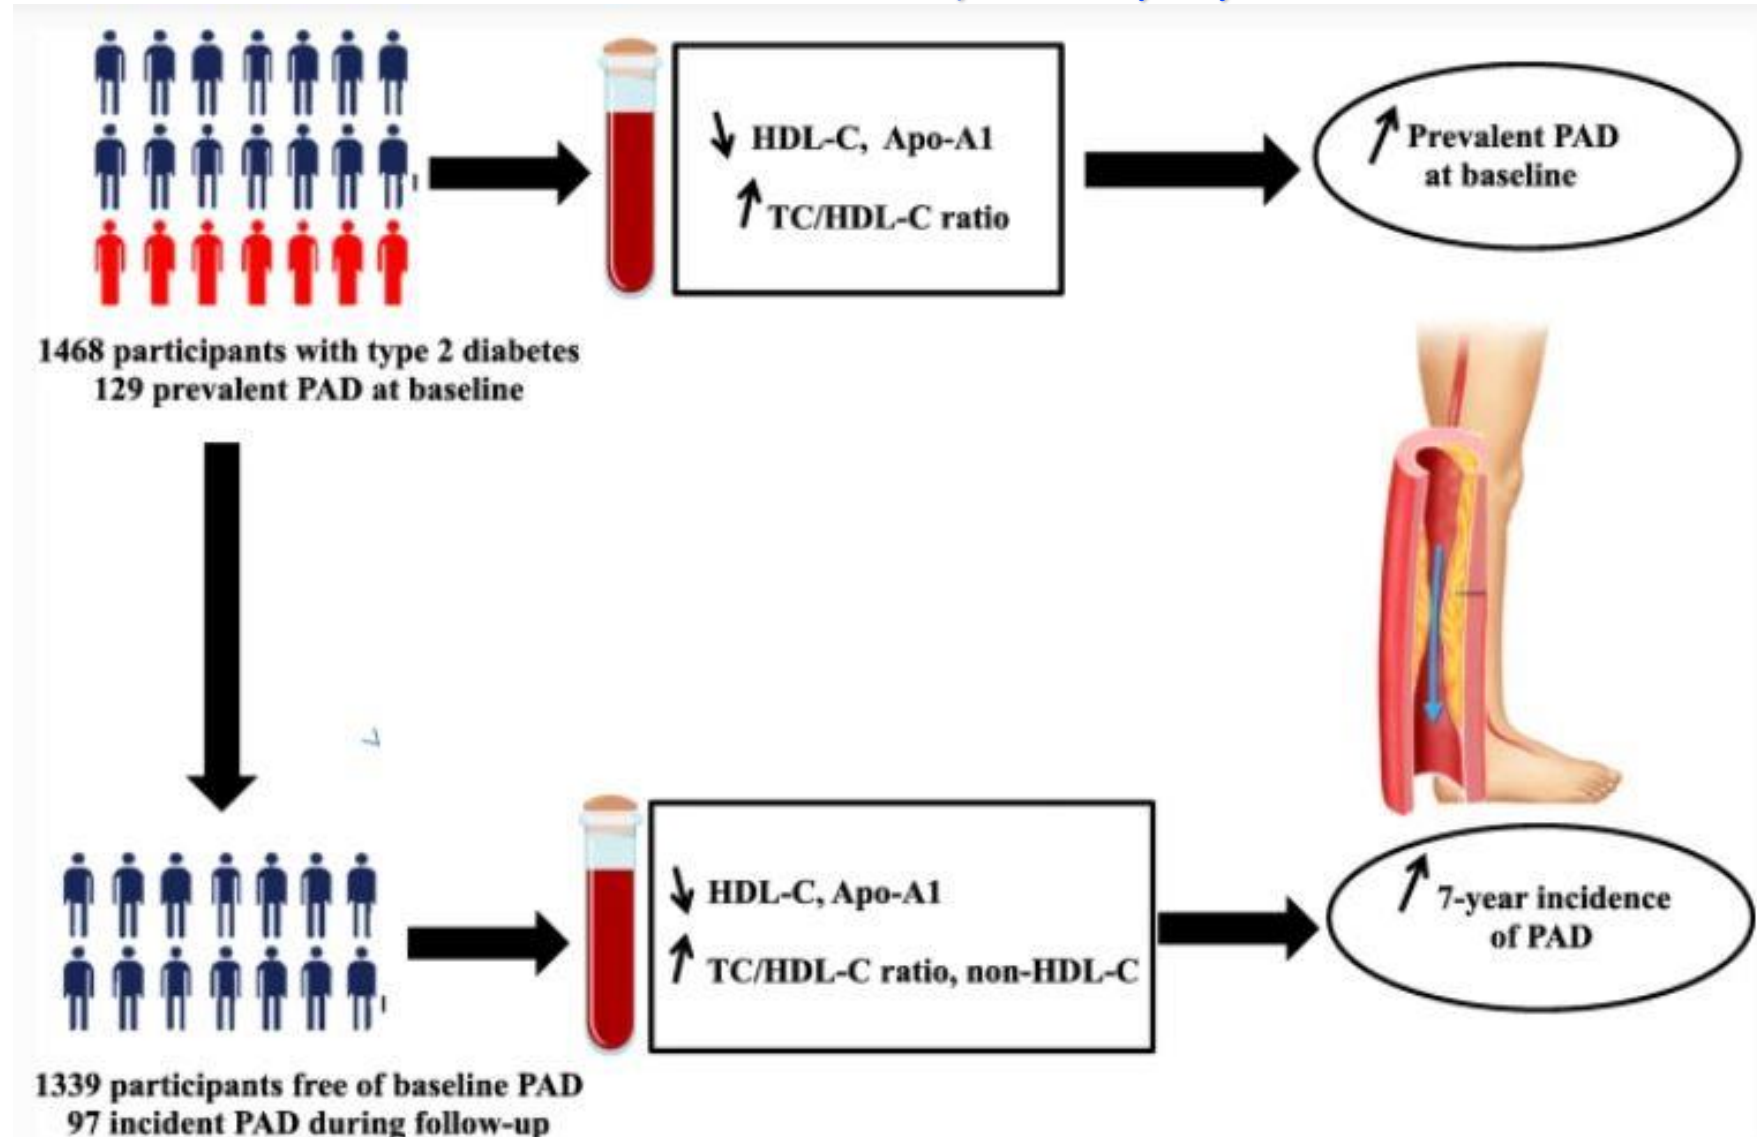 HDL-C, Apo-A1
TC/HDL-C ratio
Prevalent PAD
at baseline
1468 participants with type 2 diabetes
129 prevalent PAD at baseline
HDL-C, Apo-A1
TC/HDL-C ratio, non-HDL-C
7-year incidence
of PAD
1339 participants free of baseline PAD
97 incident PAD during follow-up